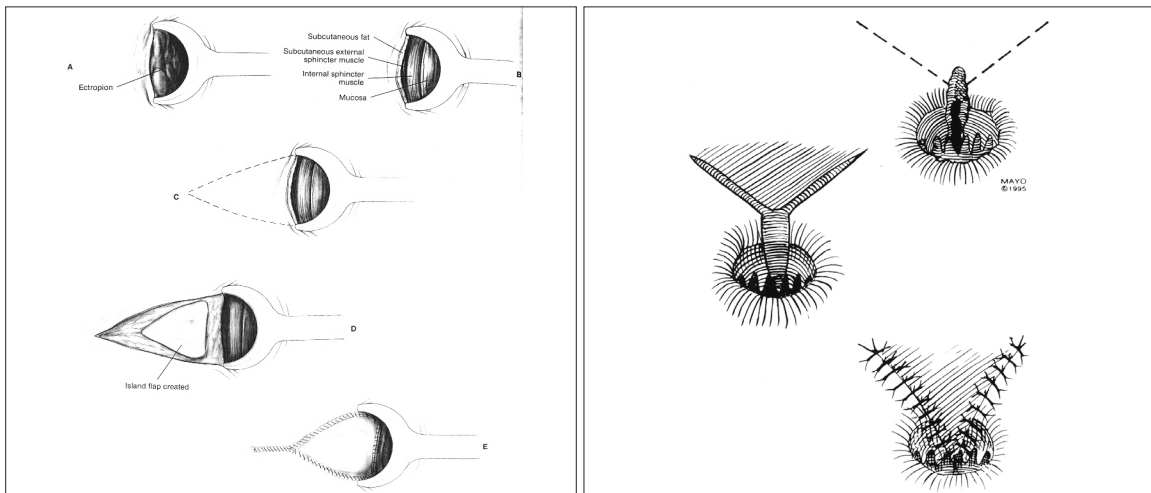 A
Ectropion
Subcutaneous fat
Subcutaneous external
sphincter muscle
Internal sphincter
muscle
Mucosa
B
C
D
Island flap created
E
MAYO
©1995